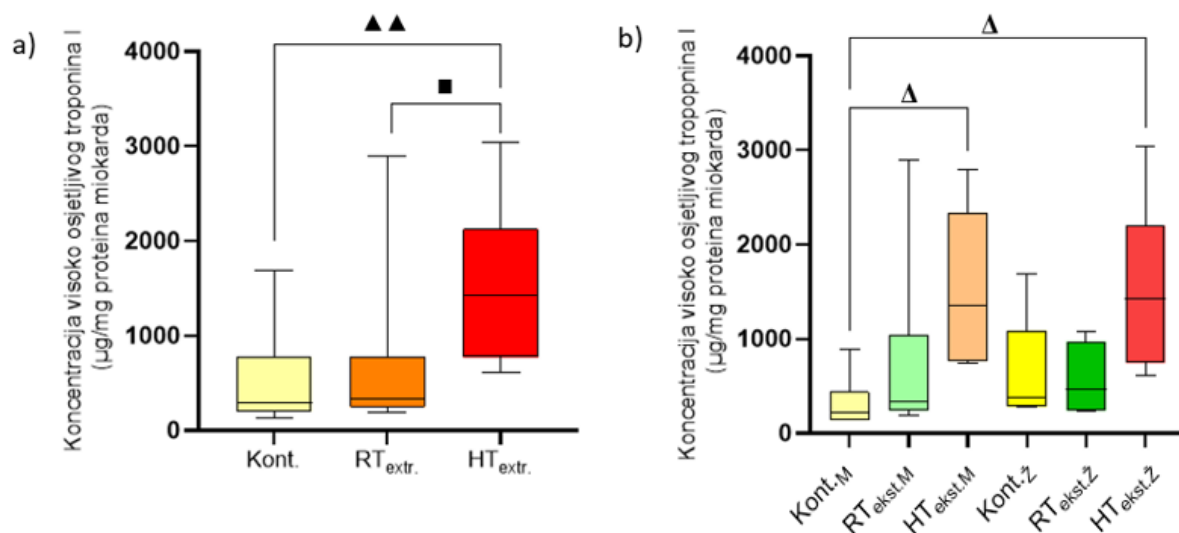 a)
Koncentracija visoko osjetljivog troponina I
(µg/mg proteina miokarda)
4000
3000
2000
1000
0
▲▲
■
Kont.
RTextr.
HTextr.
b)
Koncentracija visoko osjetljivog tropopnina I
(µg/mg proteina miokarda)
4000
3000
2000
1000
0
Δ
Δ
Kont.M
RTekst.M
HTekst.M
Kont.Ž
RTekst.Ž
HTekst.Ž